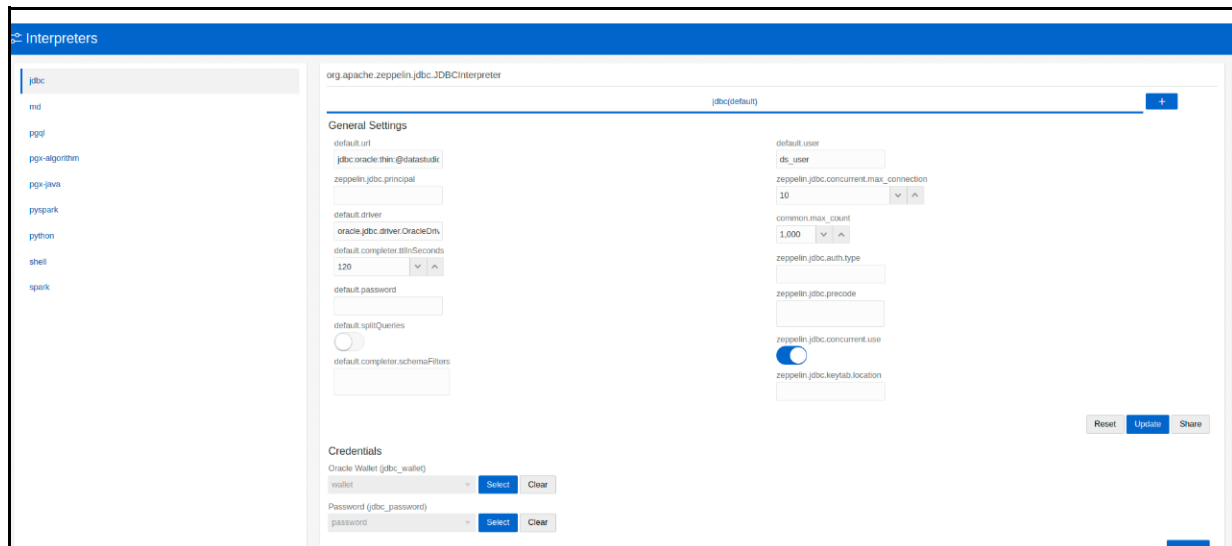 Interpreters
jdbc
md
pgql
pgx-algorithm
pgx-java
pyspark
python
shell
spark
org.apache.zeppelin.jdbc.JDBCInterpreter
jdbc(default)
+
General Settings
default.url
jdbc:oracle:thin:@datastudic
zeppelin.jdbc.principal
default.driver
oracle.jdbc.driver.OracleDriv
default.completer.ttlInSeconds
120
default.password
default.splitQueries
default.completer.schemaFilters
default.user
ds_user
zeppelin.jdbc.concurrent.max_connection
10
common.max_count
1,000
zeppelin.jdbc.auth.type
zeppelin.jdbc.precode
zeppelin.jdbc.concurrent.use
zeppelin.jdbc.keytab.location
Reset Update Share
Credentials
Oracle Wallet (jdbc_wallet)
wallet Select Clear
Password (jdbc_password)
password Select Clear